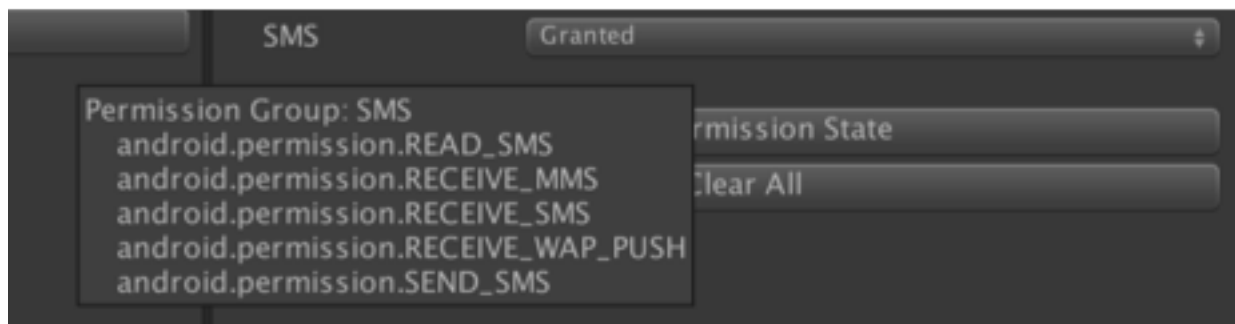 SMS Granted
Permission Group: SMS
android.permission.READ_SMS
android.permission.RECEIVE_MMS
android.permission.RECEIVE_SMS
android.permission.RECEIVE_WAP_PUSH
android.permission.SEND_SMS
rmission State
Clear All